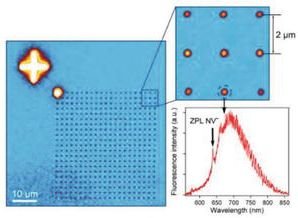 2 µm
ZPL NV⁻
Fluorescence intensity (a.u.)
600 650 700 750 800 850
Wavelength (nm)
10 µm